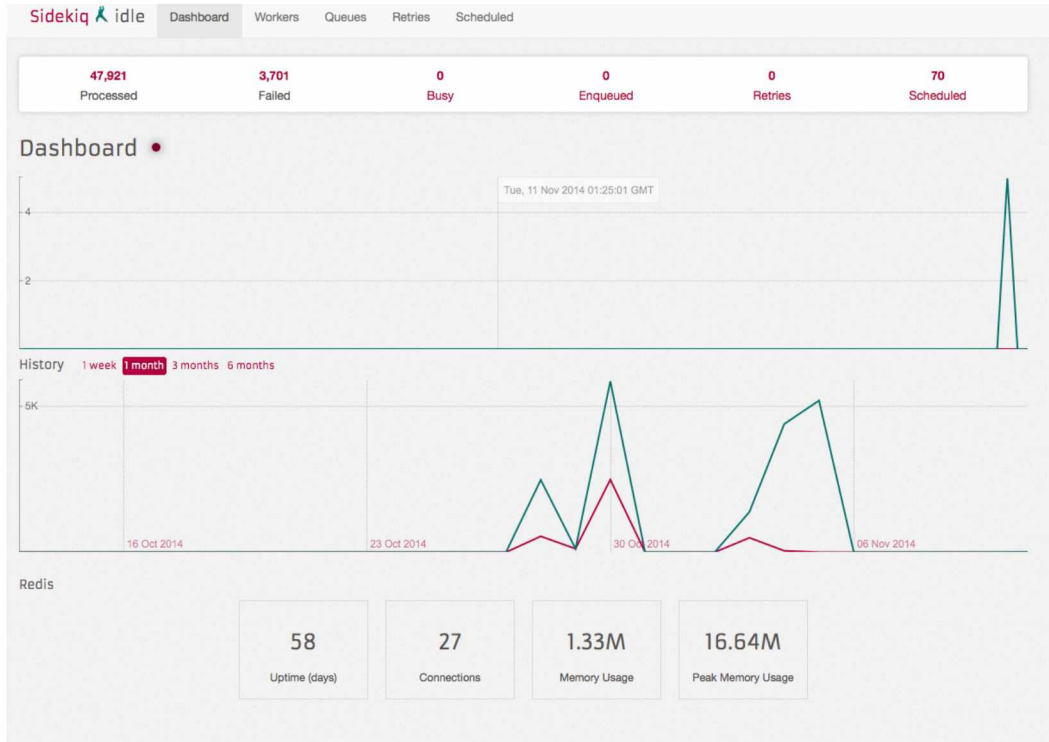 Sidekiq idle Dashboard Workers Queues Retries Scheduled
47,921 3,701 0 0 0 70
Processed Failed Busy Enqueued Retries Scheduled
Dashboard
Tue, 11 Nov 2014 01:25:01 GMT
4
2
History 1 week 1 month 3 months 6 months
5K
16 Oct 2014 23 Oct 2014 30 Oct 2014 06 Nov 2014
Redis
58 27 1.33M 16.64M
Uptime (days) Connections Memory Usage Peak Memory Usage